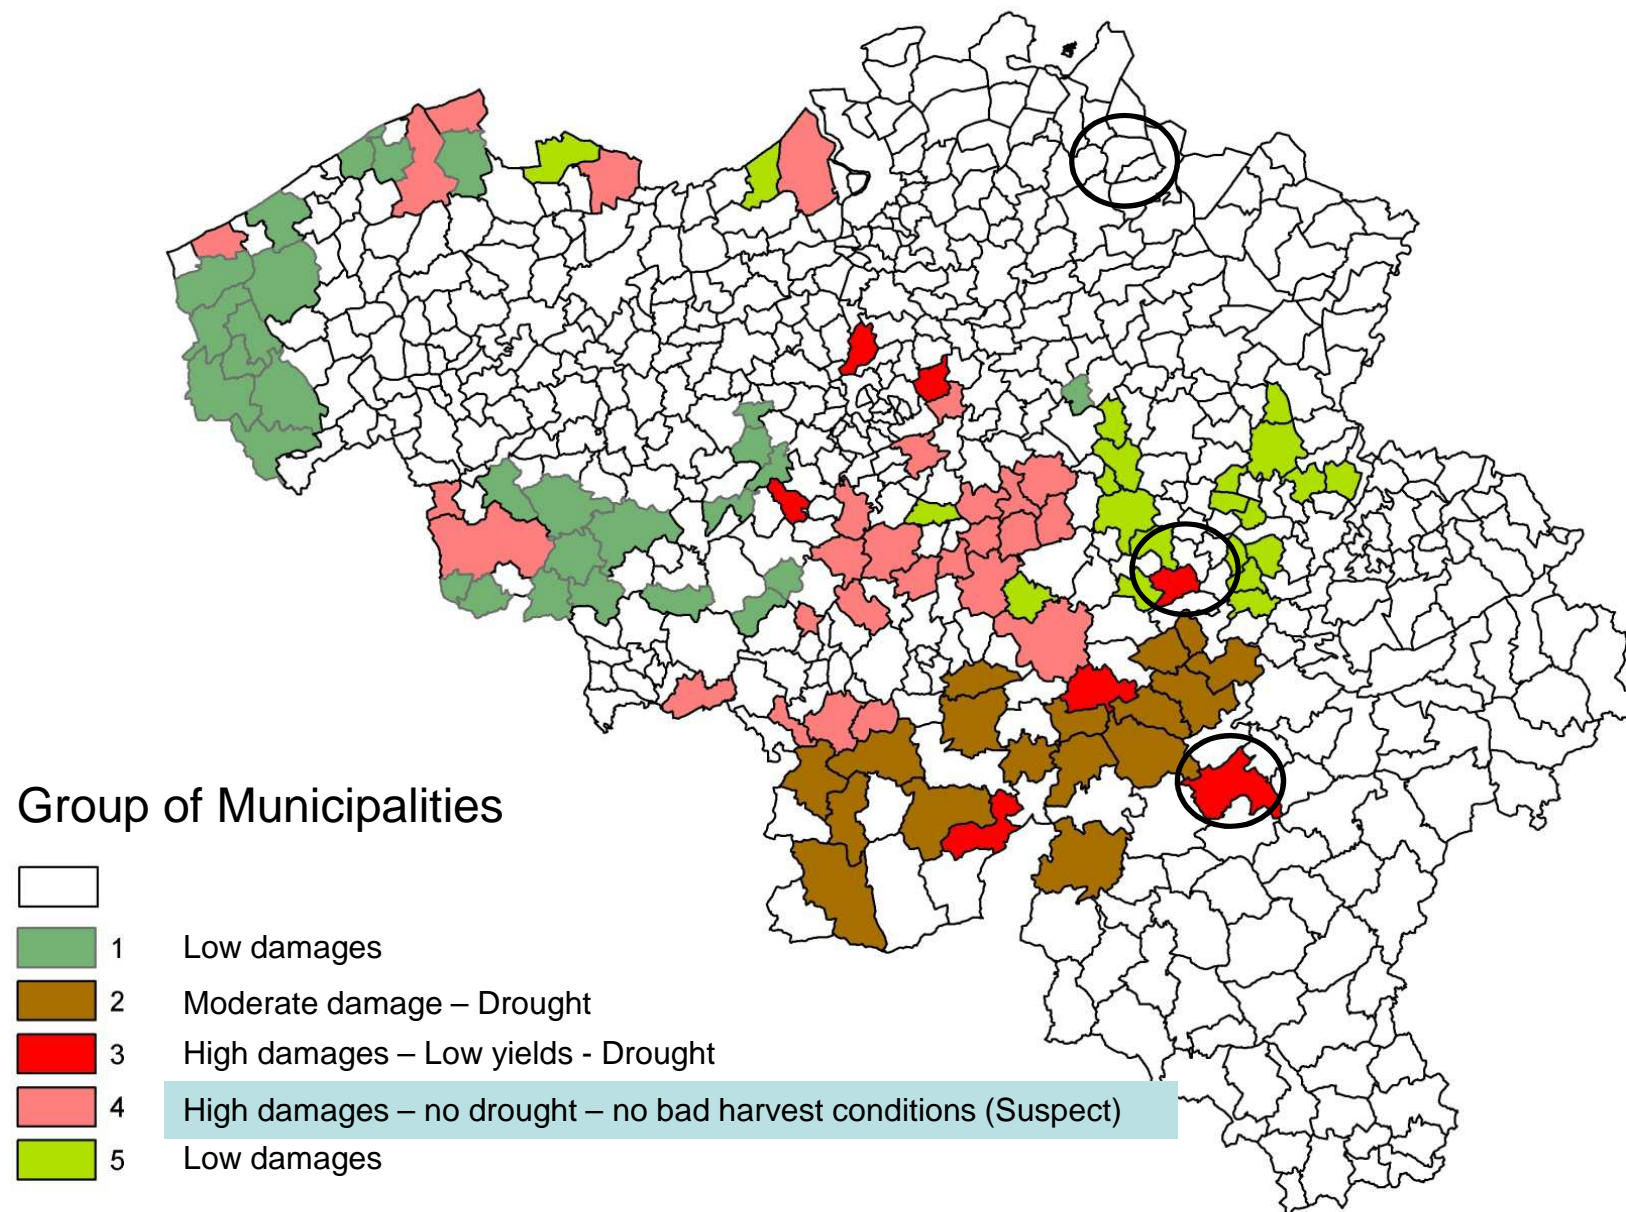 Group of Municipalities
1 Low damages
2 Moderate damage – Drought
3 High damages – Low yields - Drought
4 High damages – no drought – no bad harvest conditions (Suspect)
5 Low damages